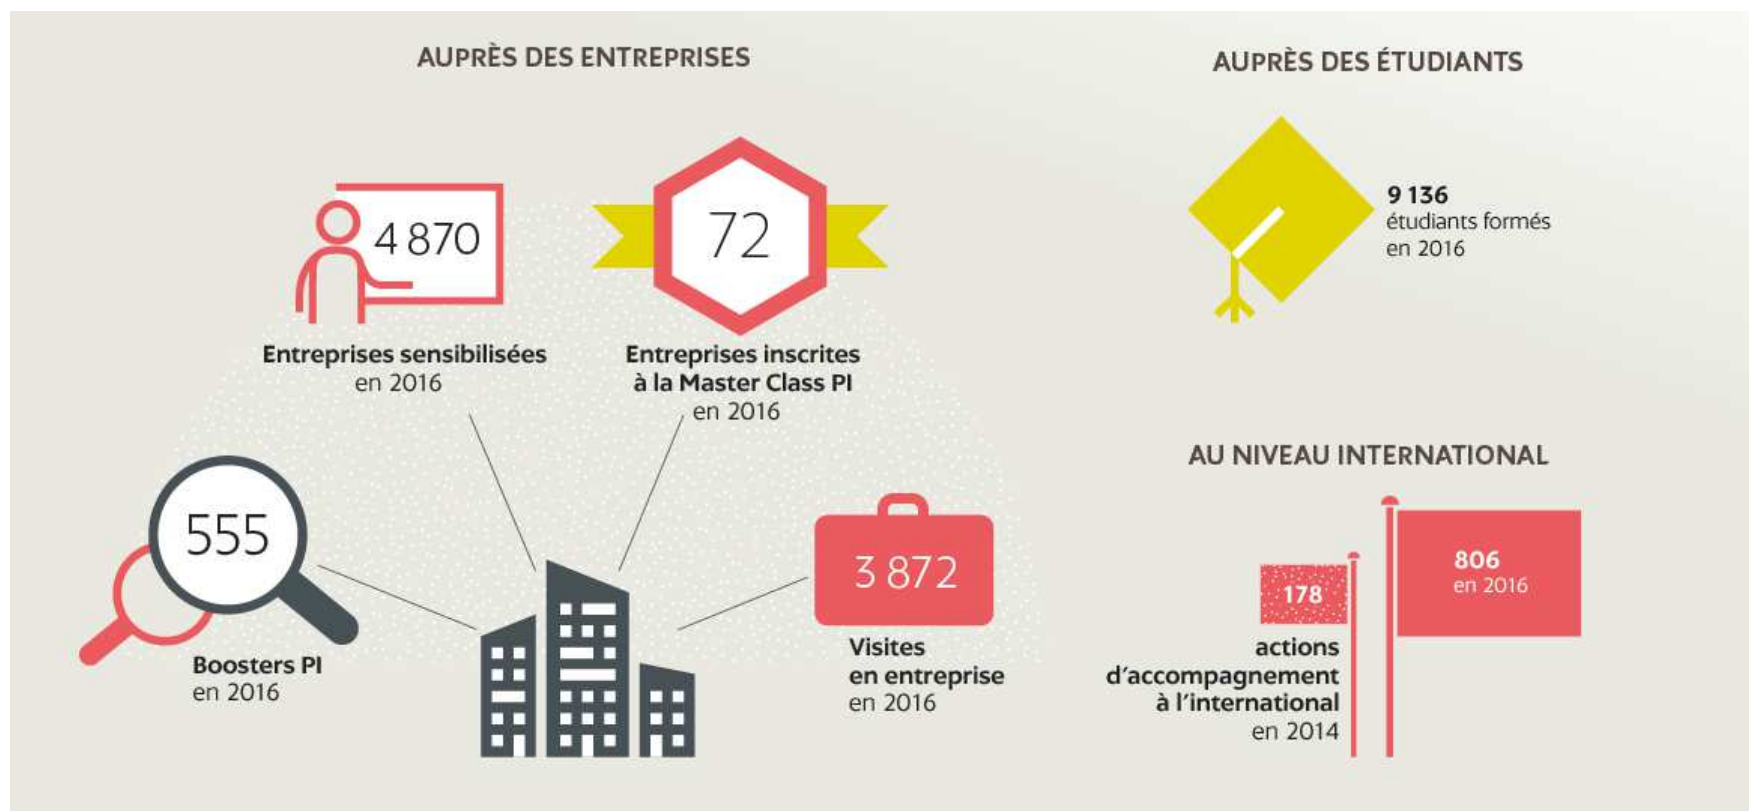 AUPRÈS DES ENTREPRISES
4 870
Entreprises sensibilisées
en 2016
72
Entreprises inscrites
à la Master Class PI
en 2016
555
Boosters PI
en 2016
3 872
Visites
en entreprise
en 2016
AUPRÈS DES ÉTUDIANTS
9 136
étudiants formés
en 2016
AU NIVEAU INTERNATIONAL
178
actions
d'accompagnement
à l'international
en 2014
806
en 2016